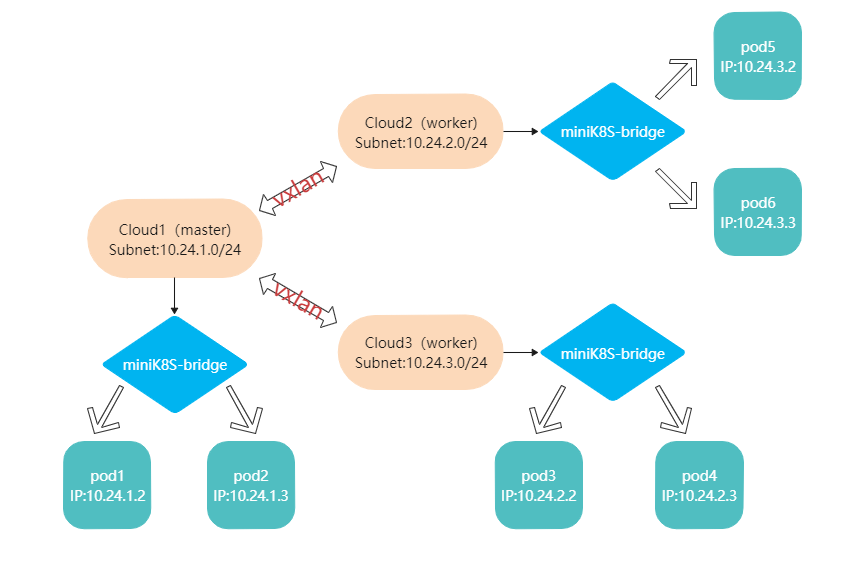 pod5
IP:10.24.3.2
Cloud2（worker)
Subnet:10.24.2.0/24
miniK8S-bridge
vxlan
pod6
IP:10.24.3.3
Cloud1（master)
Subnet:10.24.1.0/24
vxlan
Cloud3（worker)
Subnet:10.24.3.0/24
miniK8S-bridge
miniK8S-bridge
pod1
IP:10.24.1.2
pod2
IP:10.24.1.3
pod3
IP:10.24.2.2
pod4
IP:10.24.2.3